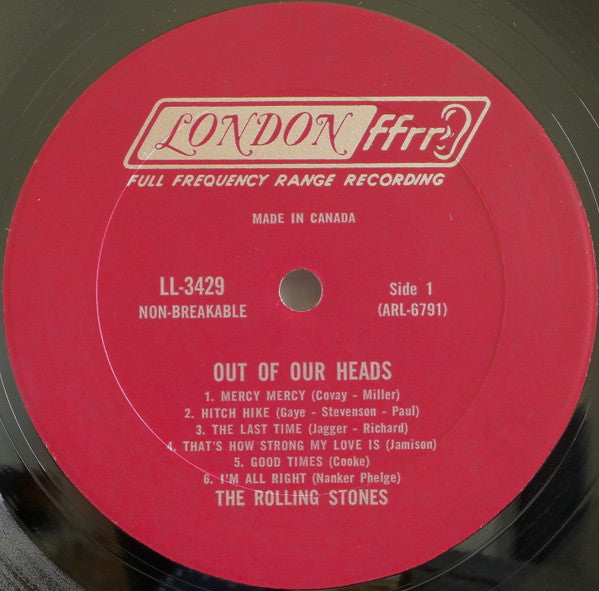 LONDON ffrr
FULL FREQUENCY RANGE RECORDING
MADE IN CANADA
LL-3429
NON-BREAKABLE
Side 1
(ARL-6791)
OUT OF OUR HEADS
1. MERCY MERCY (Covay - Miller)
2. HITCH HIKE (Gaye - Stevenson - Paul)
3. THE LAST TIME (Jagger - Richard)
4. THAT'S HOW STRONG MY LOVE IS (Jamison)
5. GOOD TIMES (Cooke)
6. I'M ALL RIGHT (Nanker Phelge)
THE ROLLING STONES